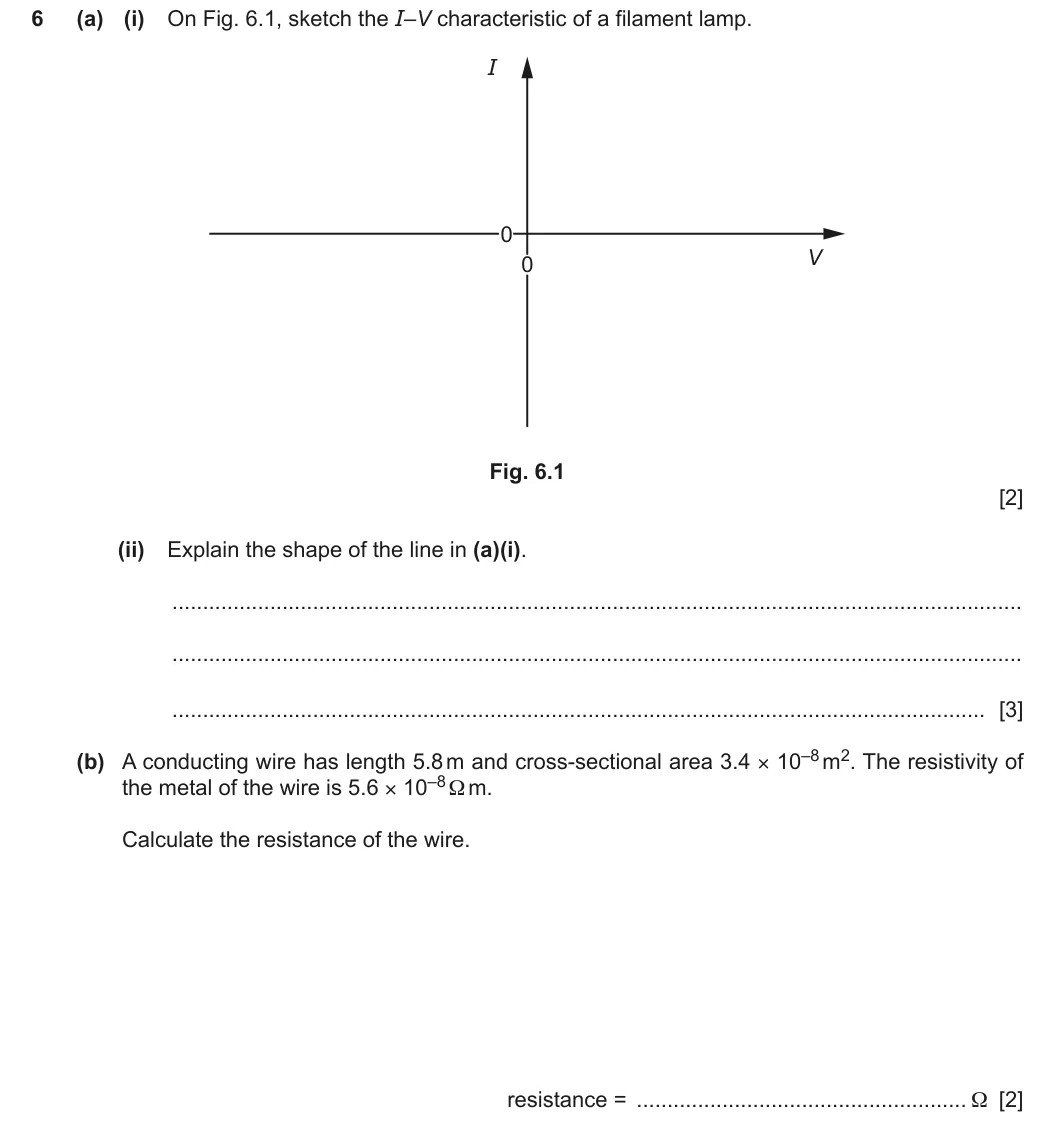 6 (a) (i) On Fig. 6.1, sketch the I–V characteristic of a filament lamp.
I
0
0
V
Fig. 6.1
[2]
(ii) Explain the shape of the line in (a)(i).
..........................................................................................................................................
..........................................................................................................................................
.................................................................................................................................... [3]
(b) A conducting wire has length 5.8 m and cross-sectional area 3.4 × 10⁻⁸ m². The resistivity of
the metal of the wire is 5.6 × 10⁻⁸ Ω m.
Calculate the resistance of the wire.
resistance = ...................................................... Ω [2]